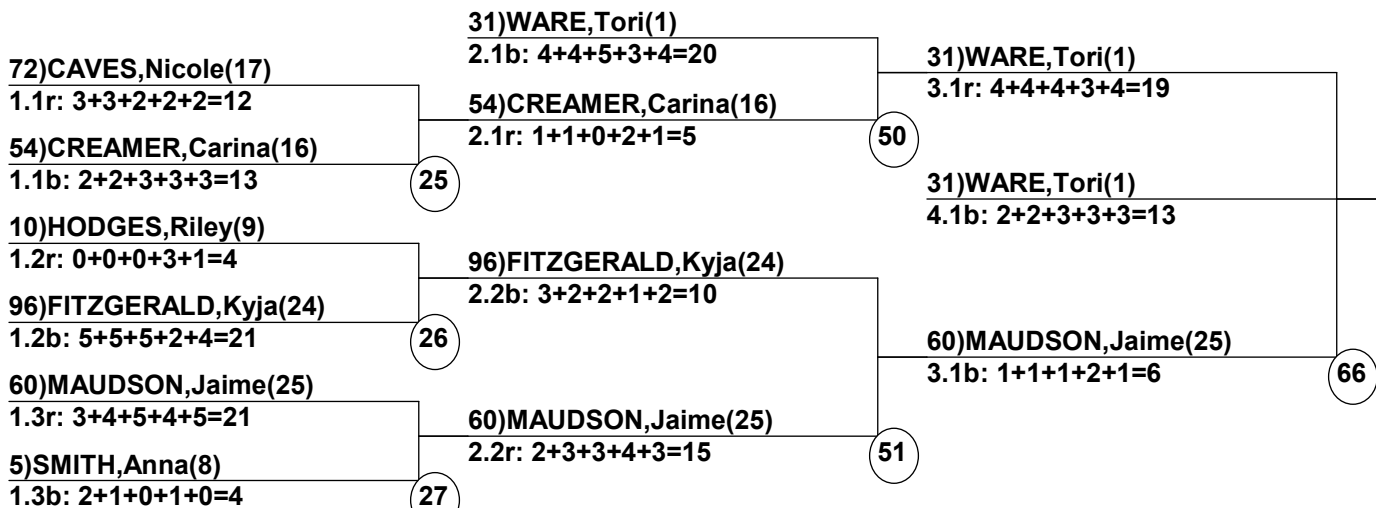 72)CAVES,Nicole(17)
1.1r: 3+3+2+2+2=12
54)CREAMER,Carina(16)
1.1b: 2+2+3+3+3=13
25
10)HODGES,Riley(9)
1.2r: 0+0+0+3+1=4
96)FITZGERALD,Kyja(24)
1.2b: 5+5+5+2+4=21
26
60)MAUDSON,Jaime(25)
1.3r: 3+4+5+4+5=21
5)SMITH,Anna(8)
1.3b: 2+1+0+1+0=4
27
31)WARE,Tori(1)
2.1b: 4+4+5+3+4=20
54)CREAMER,Carina(16)
2.1r: 1+1+0+2+1=5
50
96)FITZGERALD,Kyja(24)
2.2b: 3+2+2+1+2=10
60)MAUDSON,Jaime(25)
2.2r: 2+3+3+4+3=15
51
31)WARE,Tori(1)
3.1r: 4+4+4+3+4=19
31)WARE,Tori(1)
4.1b: 2+2+3+3+3=13
60)MAUDSON,Jaime(25)
3.1b: 1+1+1+2+1=6
66